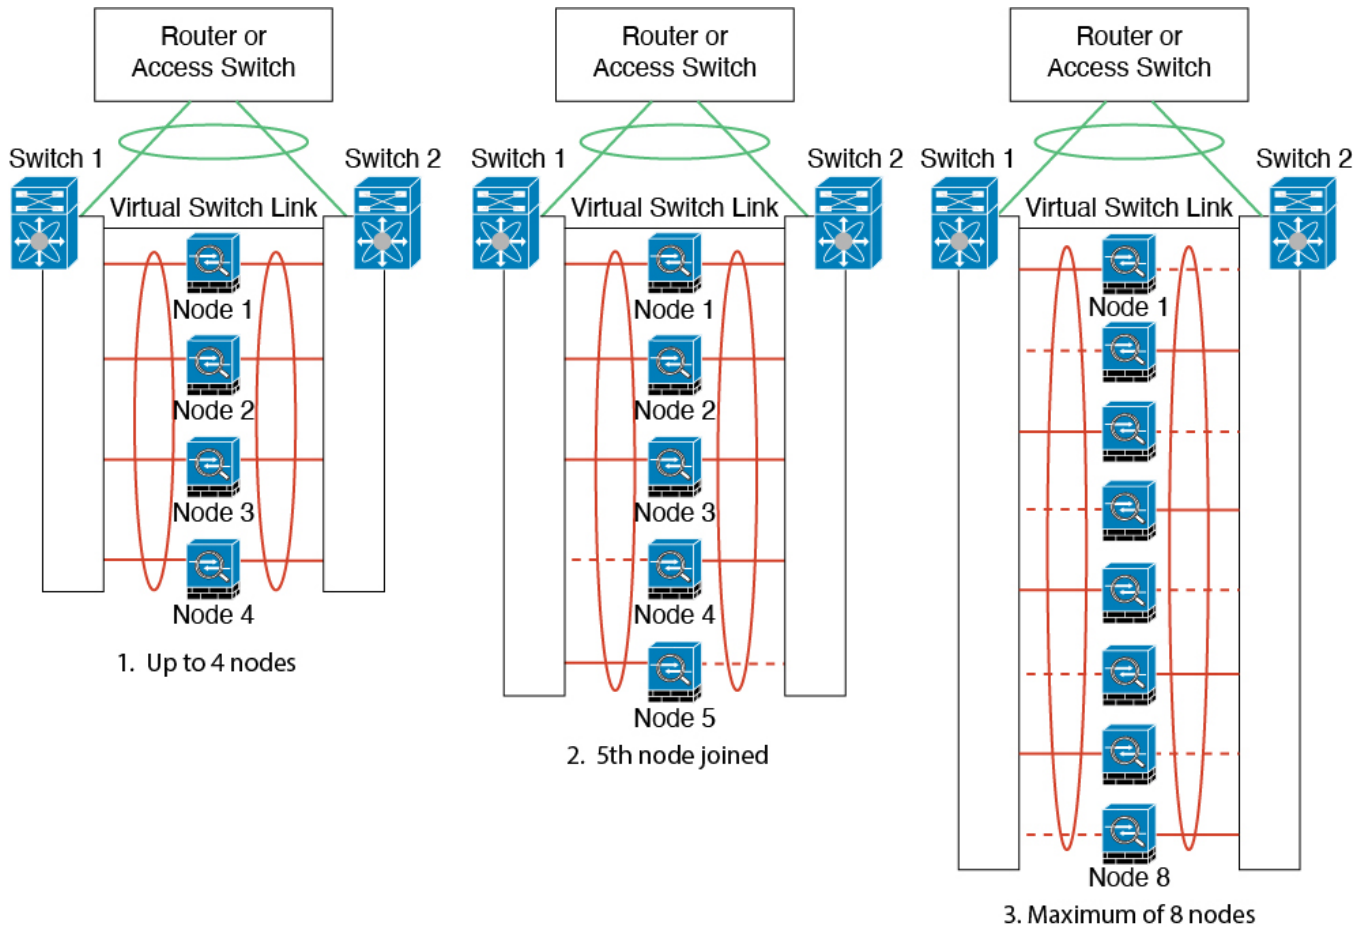 Router or
Access Switch
Switch 1
Switch 2
Virtual Switch Link
Node 1
Node 2
Node 3
Node 4
1. Up to 4 nodes
Router or
Access Switch
Switch 1
Switch 2
Virtual Switch Link
Node 1
Node 2
Node 3
Node 4
Node 5
2. 5th node joined
Router or
Access Switch
Switch 1
Switch 2
Virtual Switch Link
Node 1
Node 8
3. Maximum of 8 nodes